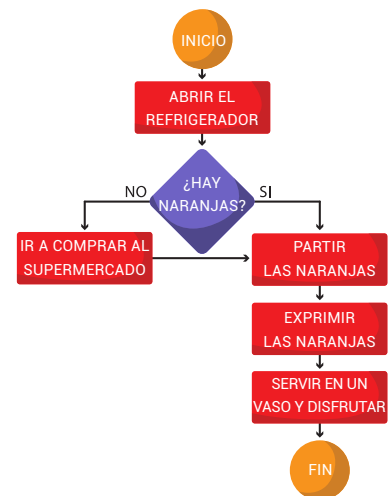 INICIO
ABRIR EL
REFRIGERADOR
¿HAY
NARANJAS?
NO
SI
IR A COMPRAR AL
SUPERMERCADO
PARTIR
LAS NARANJAS
EXPRIMIR
LAS NARANJAS
SERVIR EN UN
VASO Y DISFRUTAR
FIN